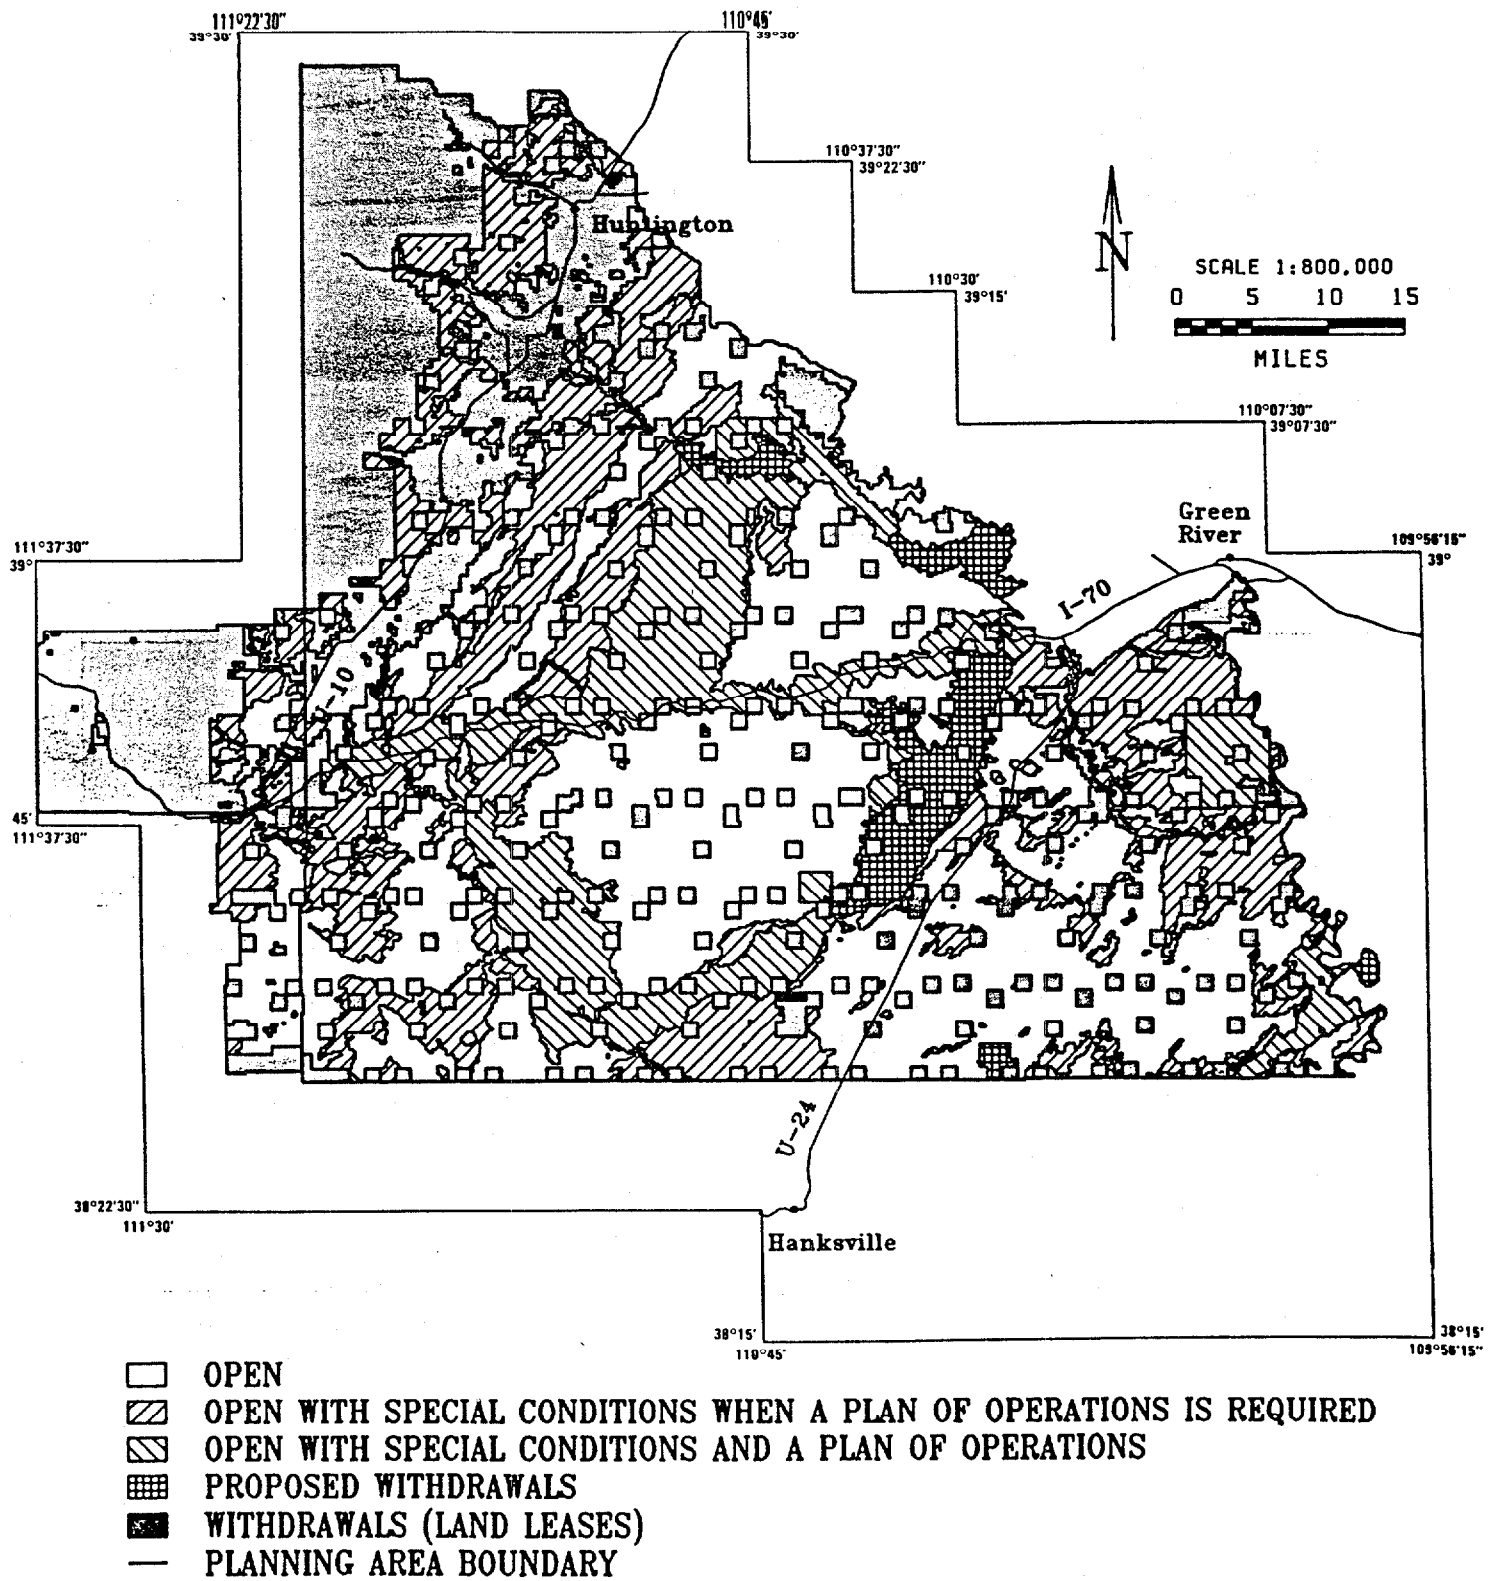 111°22'30" 110°45'
39°30' 39°30'
110°37'30"
39°22'30"
Huntington
N
110°30'
39°15'
SCALE 1:800,000
0 5 10 15
MILES
110°07'30"
39°07'30"
Green
River
111°37'30"
39°
109°56'15"
39°
I-70
U-10
45'
111°37'30"
U-24
38°22'30"
111°30'
Hanksville
38°15'
110°45'
38°15'
109°56'15"
OPEN
OPEN WITH SPECIAL CONDITIONS WHEN A PLAN OF OPERATIONS IS REQUIRED
OPEN WITH SPECIAL CONDITIONS AND A PLAN OF OPERATIONS
PROPOSED WITHDRAWALS
WITHDRAWALS (LAND LEASES)
PLANNING AREA BOUNDARY